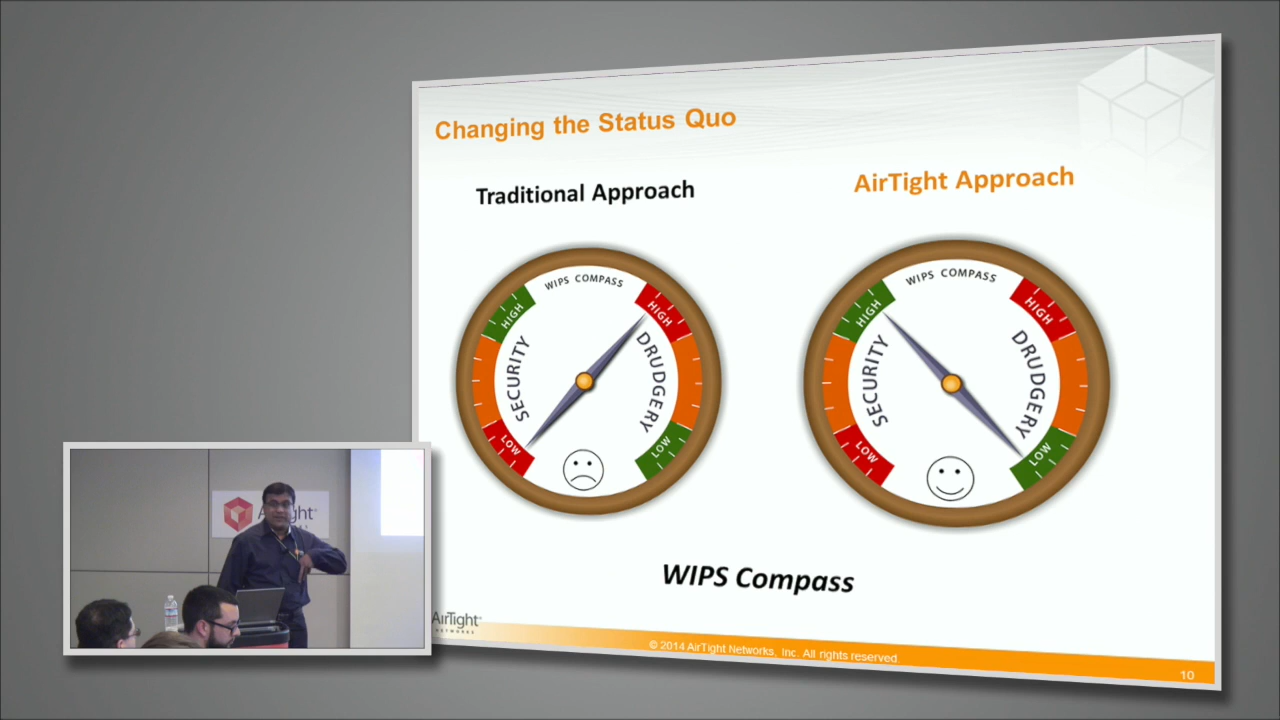 Changing the Status Quo
Traditional Approach
AirTight Approach
WIPS COMPASS
HIGH
HIGH
SECURITY
DRUDGERY
LOW
LOW
WIPS COMPASS
HIGH
HIGH
SECURITY
DRUDGERY
LOW
LOW
WIPS Compass
AirTight
NETWORKS
© 2014 AirTight Networks, Inc. All rights reserved.
10